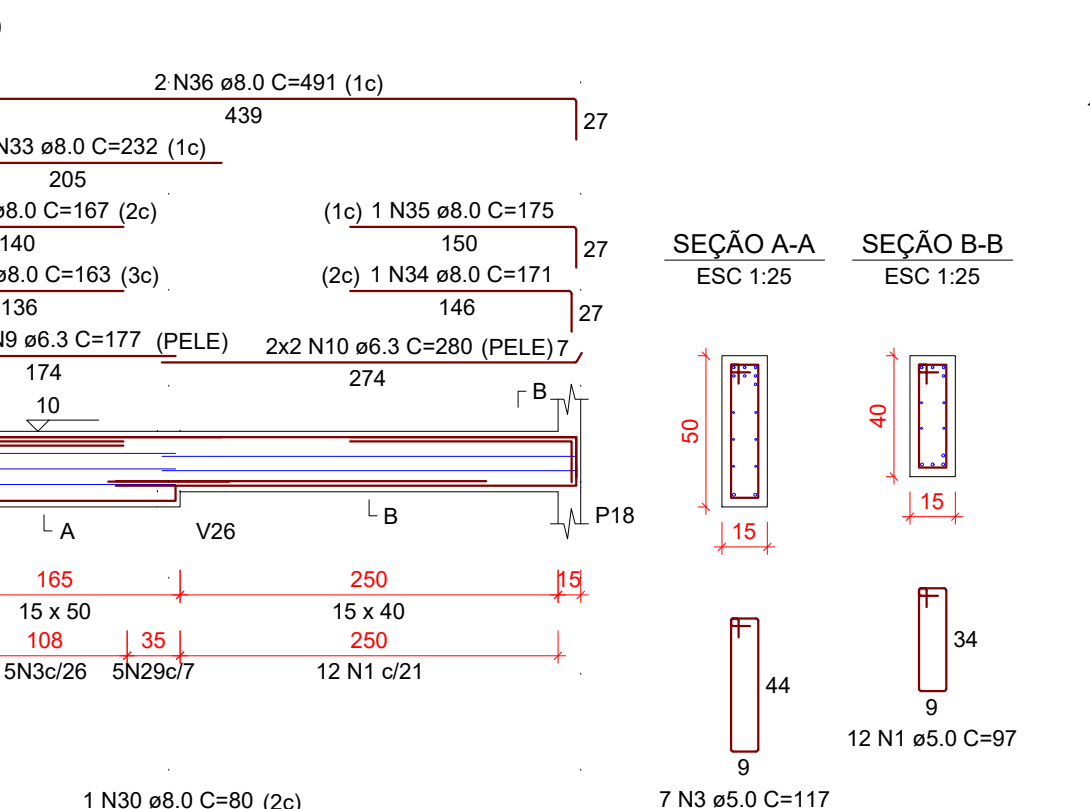 2 N36 ø8.0 C=491 (1c)
439
27
N33 ø8.0 C=232 (1c)
205
ø8.0 C=167 (2c)
140
(1c) 1 N35 ø8.0 C=175
150
27
ø8.0 C=163 (3c)
136
(2c) 1 N34 ø8.0 C=171
146
27
N9 ø6.3 C=177 (PELE)
174
2x2 N10 ø6.3 C=280 (PELE) 7
274
10
B
A
V26
B
P18
165
250
15
15 x 50
15 x 40
108
35
250
5N3c/26
5N29c/7
12 N1 c/21
1 N30 ø8.0 C=80 (2c)
SEÇÃO A-A
ESC 1:25
50
15
44
9
7 N3 ø5.0 C=117
SEÇÃO B-B
ESC 1:25
40
15
34
9
12 N1 ø5.0 C=97